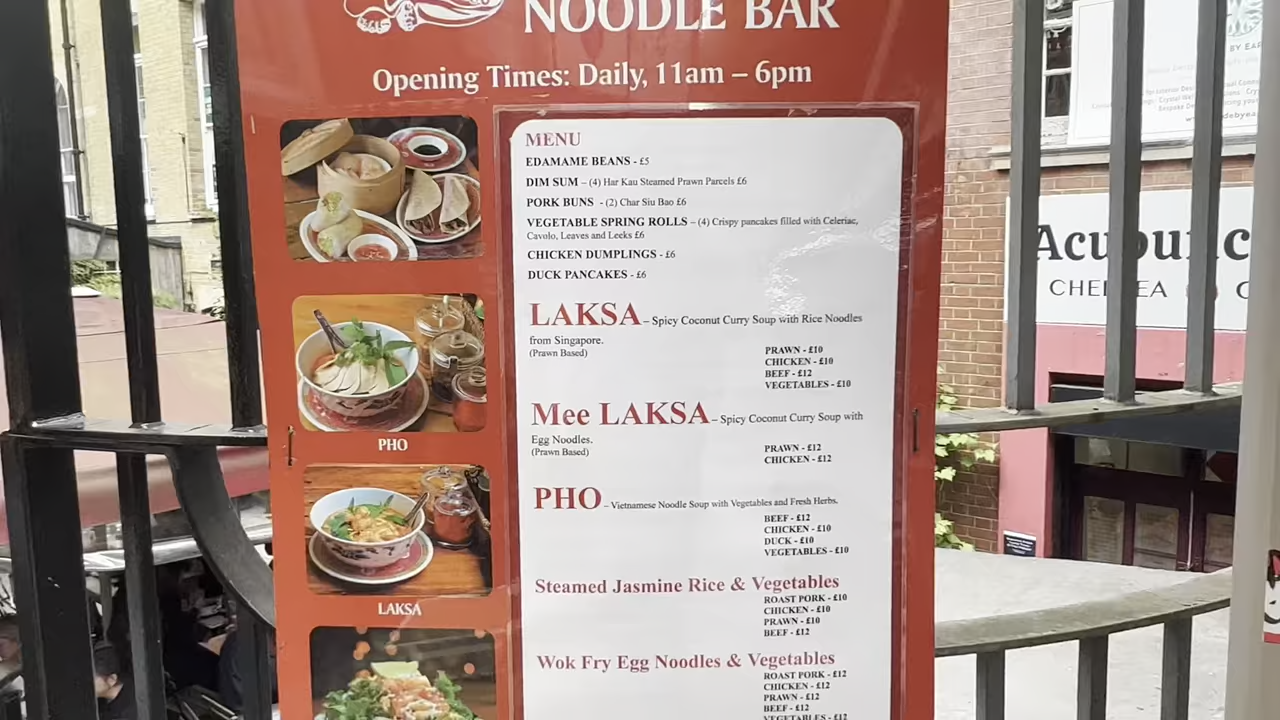 NOODLE BAR
Opening Times: Daily, 11am – 6pm
MENU
EDAMAME BEANS - £5
DIM SUM – (4) Har Kau Steamed Prawn Parcels £6
PORK BUNS - (2) Char Siu Bao £6
VEGETABLE SPRING ROLLS – (4) Crispy pancakes filled with Celeriac,
Cavolo, Leaves and Leeks £6
CHICKEN DUMPLINGS - £6
DUCK PANCAKES - £6
LAKSA – Spicy Coconut Curry Soup with Rice Noodles
from Singapore.
(Prawn Based)
PRAWN - £10
CHICKEN - £10
BEEF - £12
VEGETABLES - £10
Mee LAKSA – Spicy Coconut Curry Soup with
Egg Noodles.
(Prawn Based)
PRAWN - £12
CHICKEN - £12
PHO – Vietnamese Noodle Soup with Vegetables and Fresh Herbs.
BEEF - £12
CHICKEN - £10
DUCK - £10
VEGETABLES - £10
Steamed Jasmine Rice & Vegetables
ROAST PORK - £10
CHICKEN - £10
PRAWN - £10
BEEF - £12
Wok Fry Egg Noodles & Vegetables
ROAST PORK - £12
CHICKEN - £12
PRAWN - £12
BEEF - £12
VEGETABLES - £12
PHO
LAKSA
Acupunc
CHELSEA
BY EAR